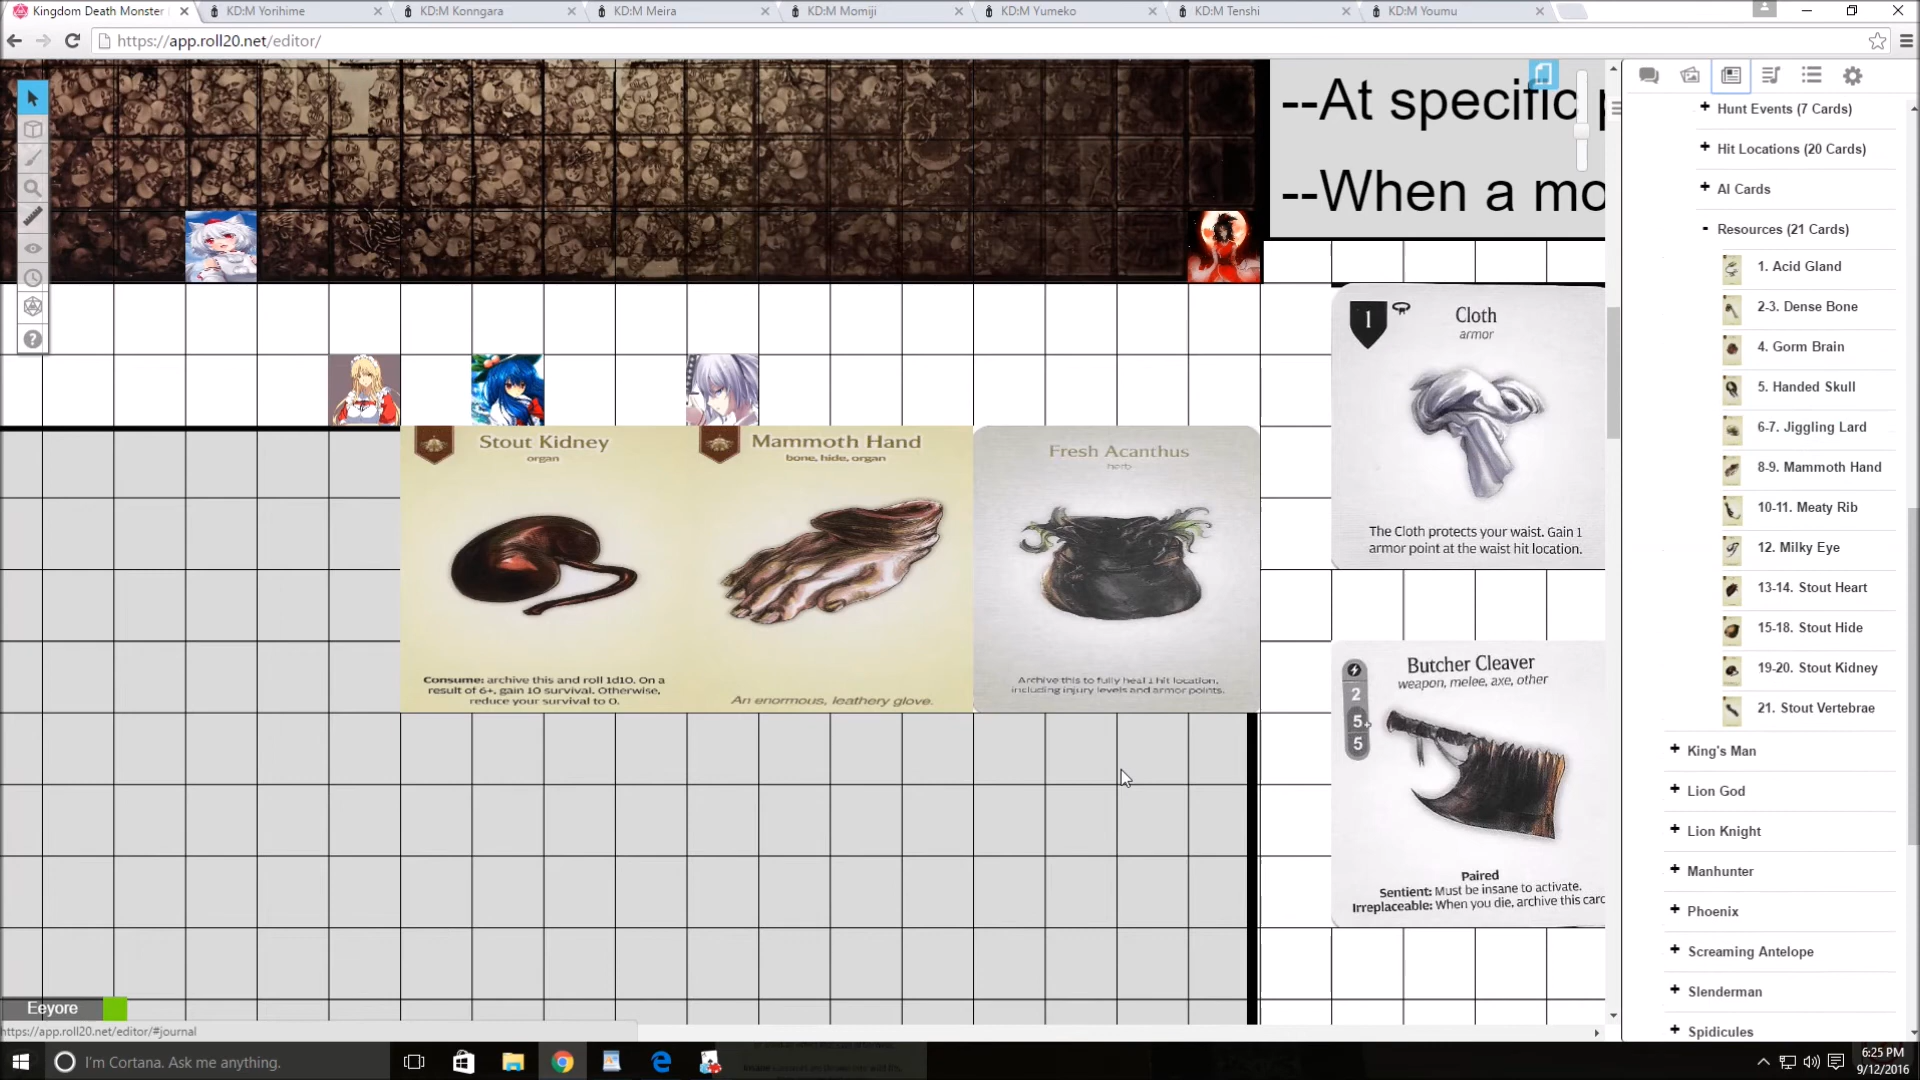 Kingdom Death Monster
KD:M Yorihime
KD:M Konngara
KD:M Meira
KD:M Momiji
KD:M Yumeko
KD:M Tenshi
KD:M Youmu
https://app.roll20.net/editor/
--At specific p
--When a mo
Hunt Events (7 Cards)
Hit Locations (20 Cards)
AI Cards
Resources (21 Cards)
1. Acid Gland
2-3. Dense Bone
4. Gorm Brain
5. Handed Skull
6-7. Jiggling Lard
8-9. Mammoth Hand
10-11. Meaty Rib
12. Milky Eye
13-14. Stout Heart
15-18. Stout Hide
19-20. Stout Kidney
21. Stout Vertebrae
King's Man
Lion God
Lion Knight
Manhunter
Phoenix
Screaming Antelope
Slenderman
Spidicules
1
Cloth
armor
The Cloth protects your waist. Gain 1
armor point at the waist hit location.
Stout Kidney
organ
Consume: archive this and roll 1d10. On a
result of 6+, gain 10 survival. Otherwise,
reduce your survival to 0.
Mammoth Hand
bone, hide, organ
An enormous, leathery glove.
Fresh Acanthus
herb
Archive this to fully heal 1 hit location,
including injury levels and armor points.
2
5+
5
Butcher Cleaver
weapon, melee, axe, other
Paired
Sentient: Must be insane to activate.
Irreplaceable: When you die, archive this card
Eeyore
https://app.roll20.net/editor/#journal
I'm Cortana. Ask me anything.
6:25 PM
9/12/2016